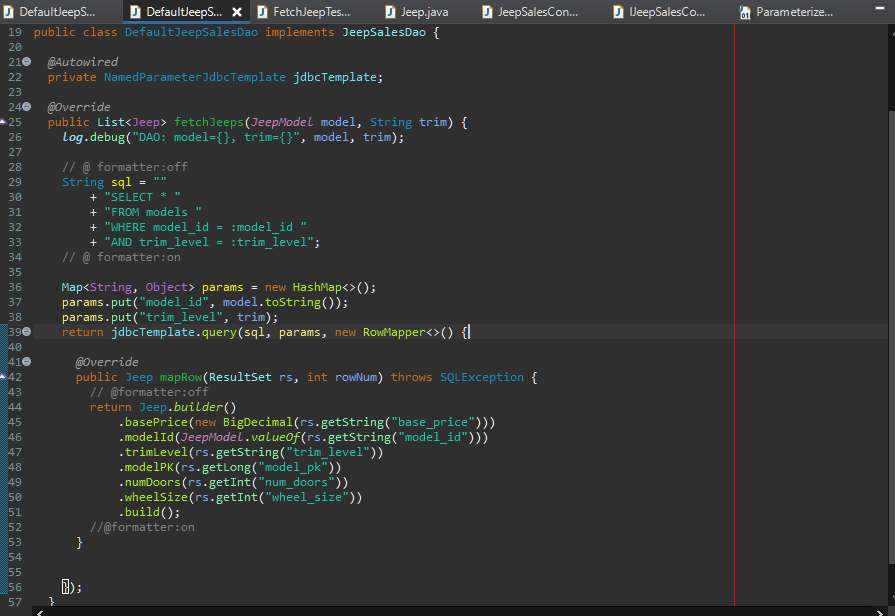 DefaultJeepS...
DefaultJeepS...
FetchJeepTes...
Jeep.java
JeepSalesCon...
IJeepSalesCo...
Parameterize...
19 public class DefaultJeepSalesDao implements JeepSalesDao {
20
21 @Autowired
22 private NamedParameterJdbcTemplate jdbcTemplate;
23
24 @Override
25 public List<Jeep> fetchJeeps(JeepModel model, String trim) {
26 log.debug("DAO: model={}, trim={}", model, trim);
27
28 // @ formatter:off
29 String sql = ""
30 + "SELECT * "
31 + "FROM models "
32 + "WHERE model_id = :model_id "
33 + "AND trim_level = :trim_level";
34 // @ formatter:on
35
36 Map<String, Object> params = new HashMap<>();
37 params.put("model_id", model.toString());
38 params.put("trim_level", trim);
39 return jdbcTemplate.query(sql, params, new RowMapper<>() {
40
41 @Override
42 public Jeep mapRow(ResultSet rs, int rowNum) throws SQLException {
43 // @formatter:off
44 return Jeep.builder()
45 .basePrice(new BigDecimal(rs.getString("base_price")))
46 .modelId(JeepModel.valueOf(rs.getString("model_id")))
47 .trimLevel(rs.getString("trim_level"))
48 .modelPK(rs.getLong("model_pk"))
49 .numDoors(rs.getInt("num_doors"))
50 .wheelSize(rs.getInt("wheel_size"))
51 .build();
52 //@formatter:on
53 }
54
55
56 });
57 }